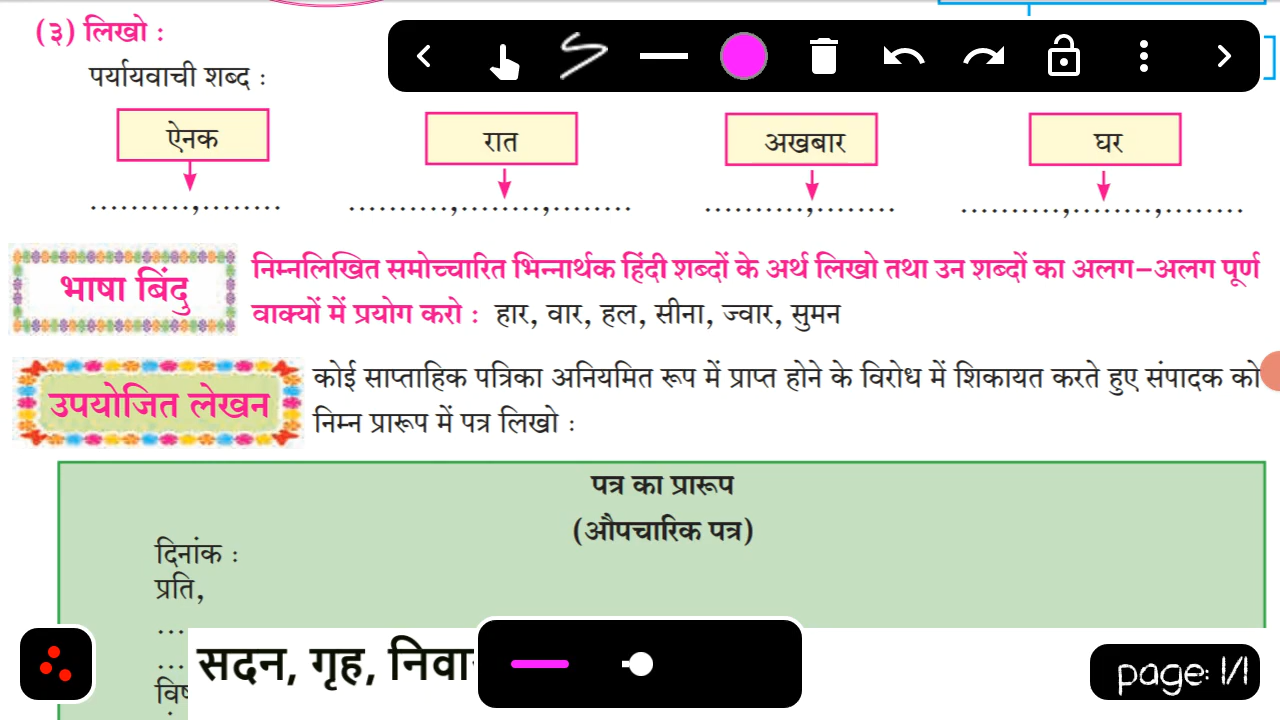 (३) लिखो :
पर्यायवाची शब्द :
ऐनक रात अखबार घर
..........,........ ..........,........,........ ..........,........ ..........,........,........
भाषा बिंदु
निम्नलिखित समोच्चारित भिन्नार्थक हिंदी शब्दों के अर्थ लिखो तथा उन शब्दों का अलग-अलग पूर्ण
वाक्यों में प्रयोग करो : हार, वार, हल, सीना, ज्वार, सुमन
उपयोजित लेखन
कोई साप्ताहिक पत्रिका अनियमित रूप में प्राप्त होने के विरोध में शिकायत करते हुए संपादक को
निम्न प्रारूप में पत्र लिखो :
पत्र का प्रारूप
(औपचारिक पत्र)
दिनांक :
प्रति,
...
...
सदन, गृह,
page: 1/1